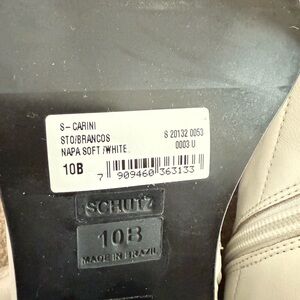 S-CARINI
STO/BRANCOS S 20132 0053
NAPA SOFT/WHITE 0003 U
10B
7 909460 363133
SCHUTZ
10B
MADE IN BRAZIL